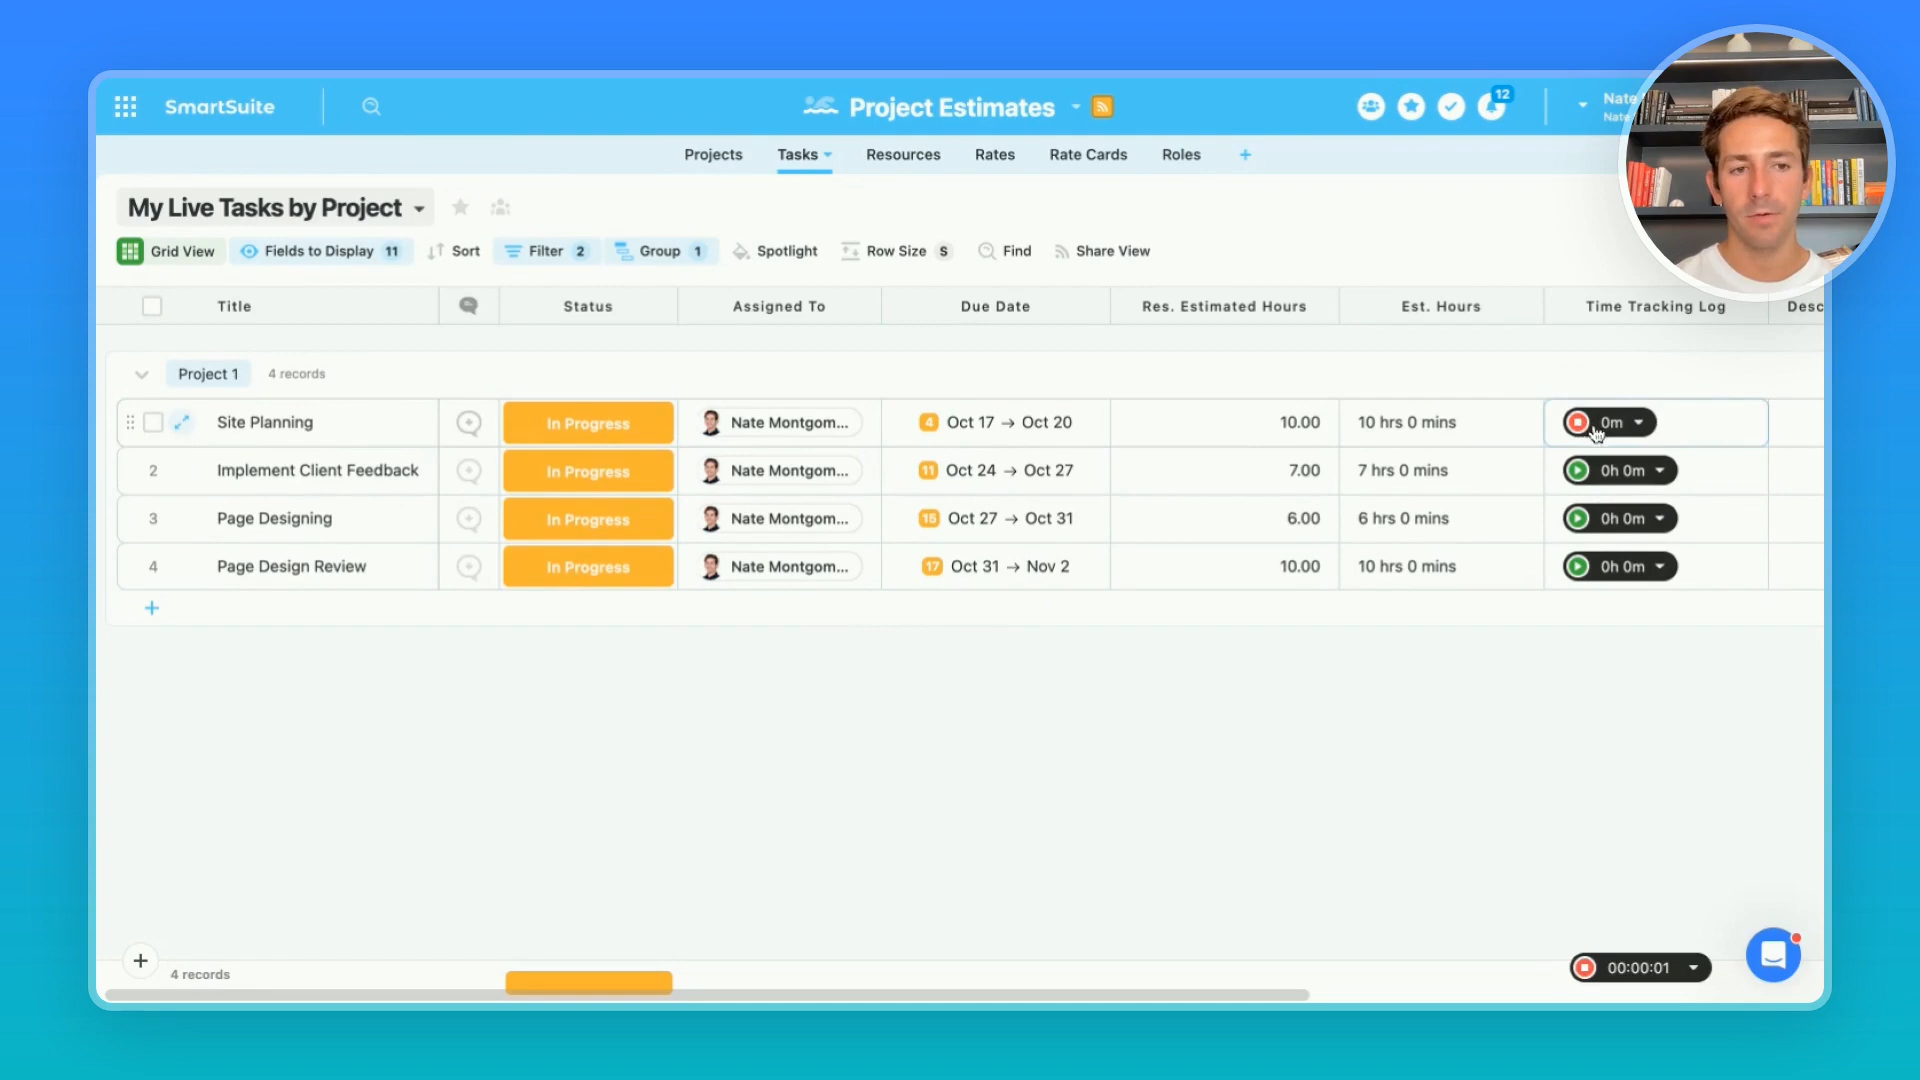 SmartSuite
Project Estimates
12
Nate
Nate
Projects
Tasks
Resources
Rates
Rate Cards
Roles
+
My Live Tasks by Project
Grid View
Fields to Display 11
Sort
Filter 2
Group 1
Spotlight
Row Size S
Find
Share View
Title Status Assigned To Due Date Res. Estimated Hours Est. Hours Time Tracking Log Desc
Project 1 4 records
Site Planning In Progress Nate Montgom... 4 Oct 17 → Oct 20 10.00 10 hrs 0 mins 0m
2 Implement Client Feedback In Progress Nate Montgom... 11 Oct 24 → Oct 27 7.00 7 hrs 0 mins 0h 0m
3 Page Designing In Progress Nate Montgom... 15 Oct 27 → Oct 31 6.00 6 hrs 0 mins 0h 0m
4 Page Design Review In Progress Nate Montgom... 17 Oct 31 → Nov 2 10.00 10 hrs 0 mins 0h 0m
+
+ 4 records
00:00:01